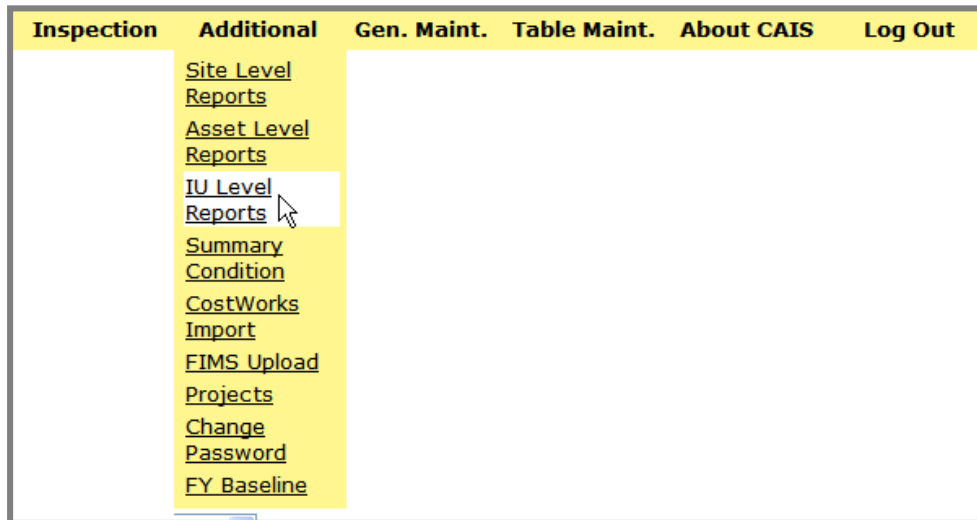 Inspection Additional Gen. Maint. Table Maint. About CAIS Log Out
Site Level
Reports
Asset Level
Reports
IU Level
Reports
Summary
Condition
CostWorks
Import
FIMS Upload
Projects
Change
Password
FY Baseline